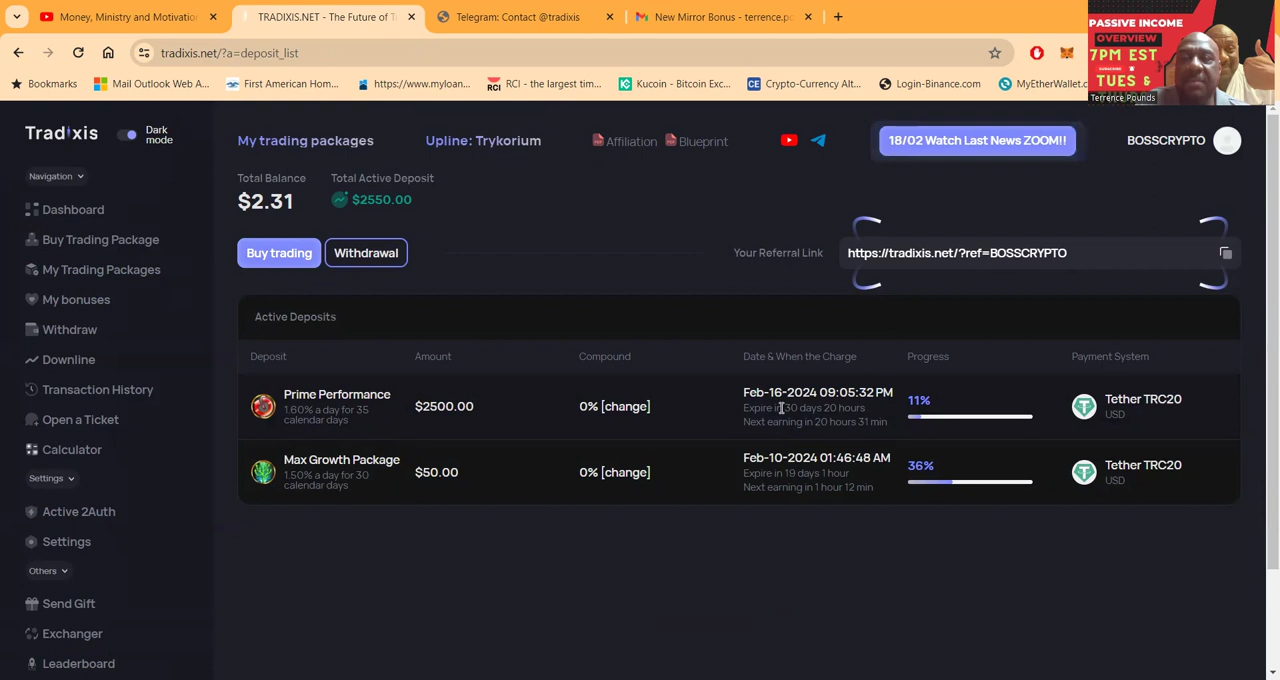 Money, Ministry and Motivatio
TRADIXIS.NET - The Future of T
Telegram: Contact @tradixis
New Mirror Bonus - terrence.po
tradixis.net/?a=deposit_list
Bookmarks
Mail Outlook Web A...
First American Hom...
https://www.myloan...
RCI - the largest tim...
Kucoin - Bitcoin Exc...
Crypto-Currency Alt...
Login-Binance.com
MyEtherWallet.c
PASSIVE INCOME
OVERVIEW
7PM EST
TUES &
Terrence Pounds
Tradixis
Dark
mode
My trading packages
Upline: Trykorium
Affiliation
Blueprint
18/02 Watch Last News ZOOM!!
BOSSCRYPTO
Navigation
Total Balance
Total Active Deposit
$2.31
$2550.00
Dashboard
Buy Trading Package
My Trading Packages
My bonuses
Withdraw
Downline
Transaction History
Open a Ticket
Calculator
Settings
Active 2Auth
Settings
Others
Send Gift
Exchanger
Leaderboard
Buy trading
Withdrawal
Your Referral Link
https://tradixis.net/?ref=BOSSCRYPTO
Active Deposits
Deposit
Amount
Compound
Date & When the Charge
Progress
Payment System
Prime Performance
1.60% a day for 35
calendar days
$2500.00
0% [change]
Feb-16-2024 09:05:32 PM
Expire in 30 days 20 hours
Next earning in 20 hours 31 min
11%
Tether TRC20
USD
Max Growth Package
1.50% a day for 30
calendar days
$50.00
0% [change]
Feb-10-2024 01:46:48 AM
Expire in 19 days 1 hour
Next earning in 1 hour 12 min
36%
Tether TRC20
USD